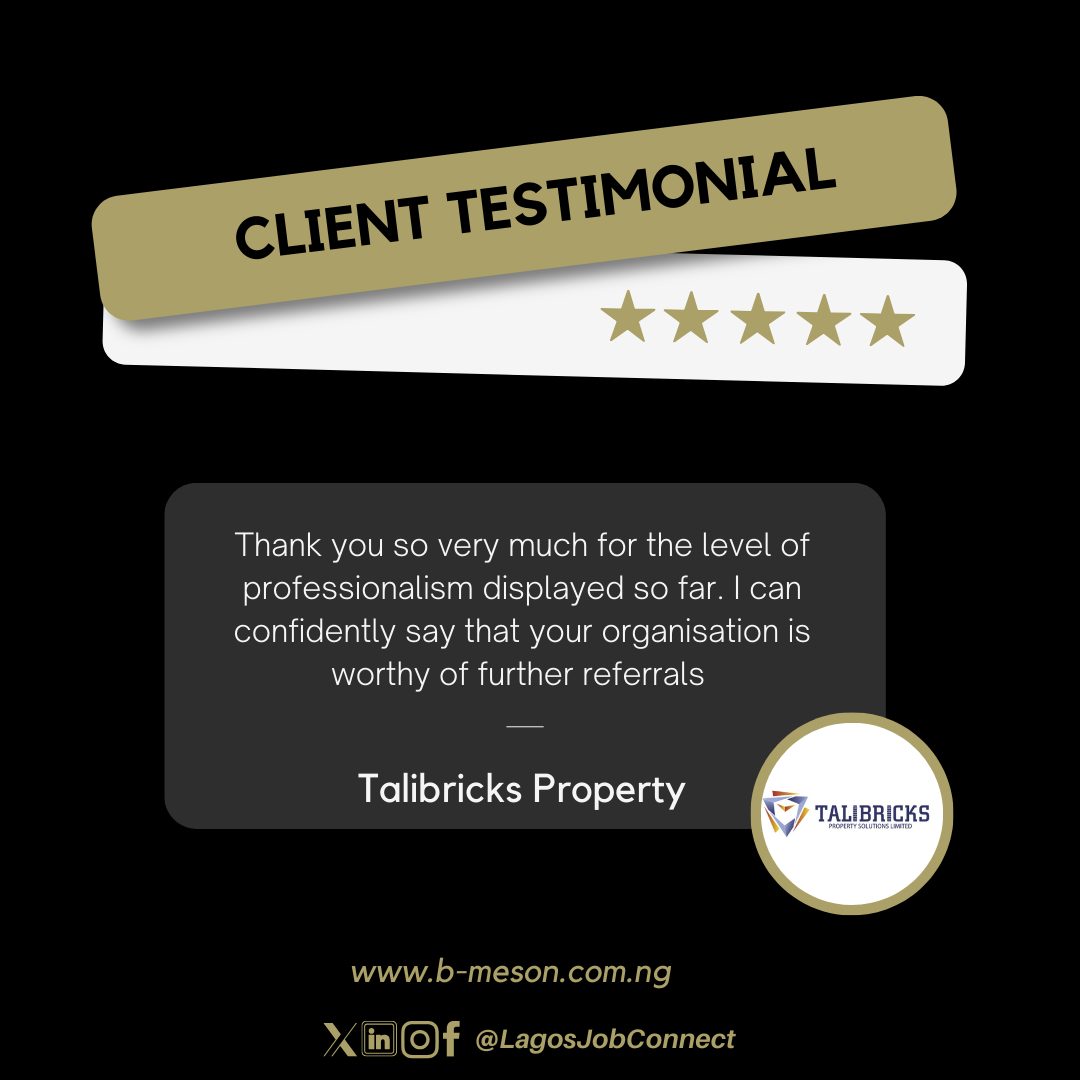 CLIENT TESTIMONIAL
Thank you so very much for the level of
professionalism displayed so far. I can
confidently say that your organisation is
worthy of further referrals
Talibricks Property
TALIBRICKS
PROPERTY SOLUTIONS LIMITED
www.b-meson.com.ng
@LagosJobConnect